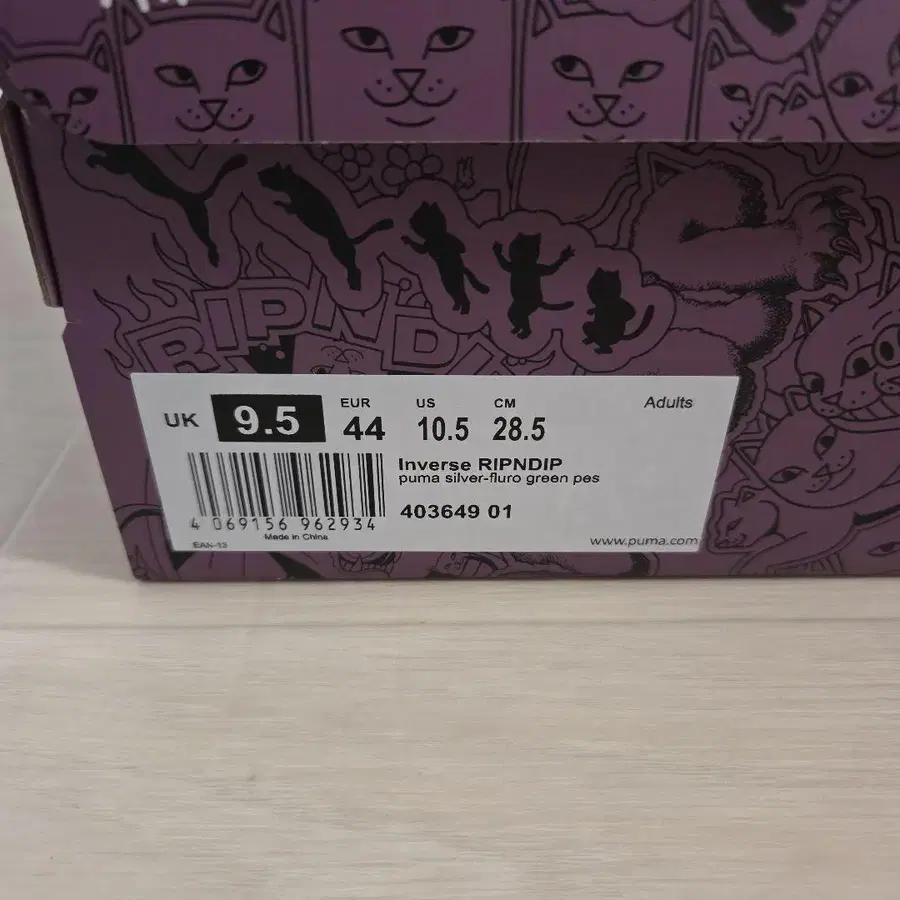 RIPNDI
Adults
EUR US CM
UK 9.5 44 10.5 28.5
Inverse RIPNDIP
puma silver-fluro green pes
403649 01
4 069156 962934
Made in China
EAN-13
www.puma.com